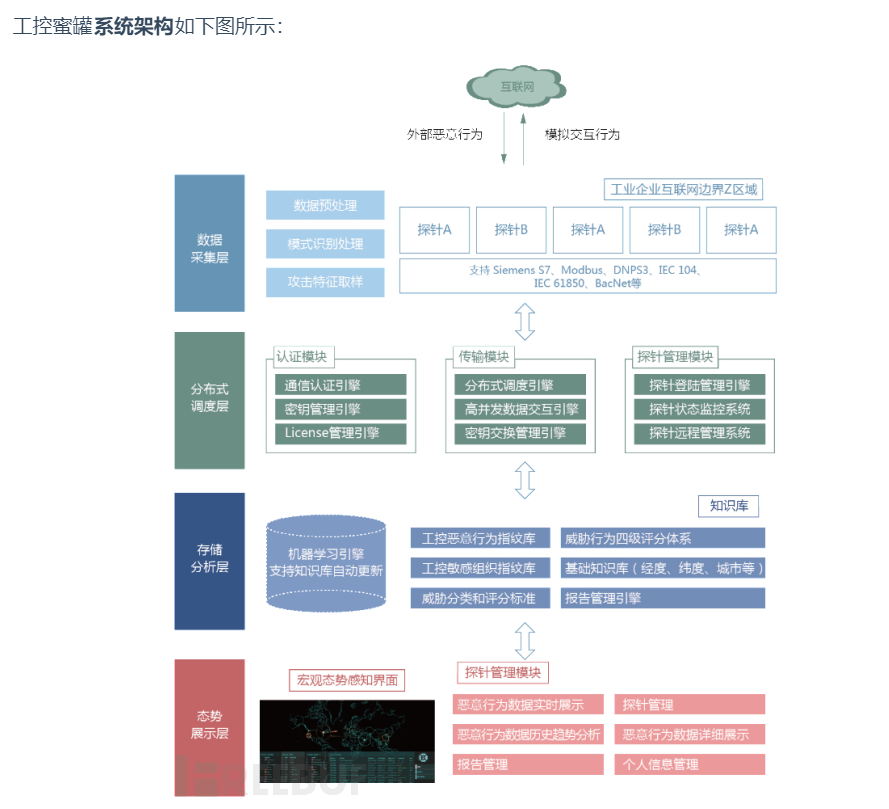 工控蜜罐系统架构如下图所示：
互联网
外部恶意行为
模拟交互行为
数据
采集层
数据预处理
模式识别处理
攻击特征取样
工业企业互联网边界Z区域
探针A
探针B
探针A
探针B
探针A
支持 Siemens S7、Modbus、DNPS3、IEC 104、
IEC 61850、BacNet等
分布式
调度层
认证模块
通信认证引擎
密钥管理引擎
License管理引擎
传输模块
分布式调度引擎
高并发数据交互引擎
密钥交换管理引擎
探针管理模块
探针登陆管理引擎
探针状态监控系统
探针远程管理系统
存储
分析层
机器学习引擎
支持知识库自动更新
知识库
工控恶意行为指纹库
威胁行为四级评分体系
工控敏感组织指纹库
基础知识库（经度、纬度、城市等）
威胁分类和评分标准
报告管理引擎
态势
展示层
宏观态势感知界面
探针管理模块
恶意行为数据实时展示
探针管理
恶意行为数据历史趋势分析
恶意行为数据详细展示
报告管理
个人信息管理
FREEBUF